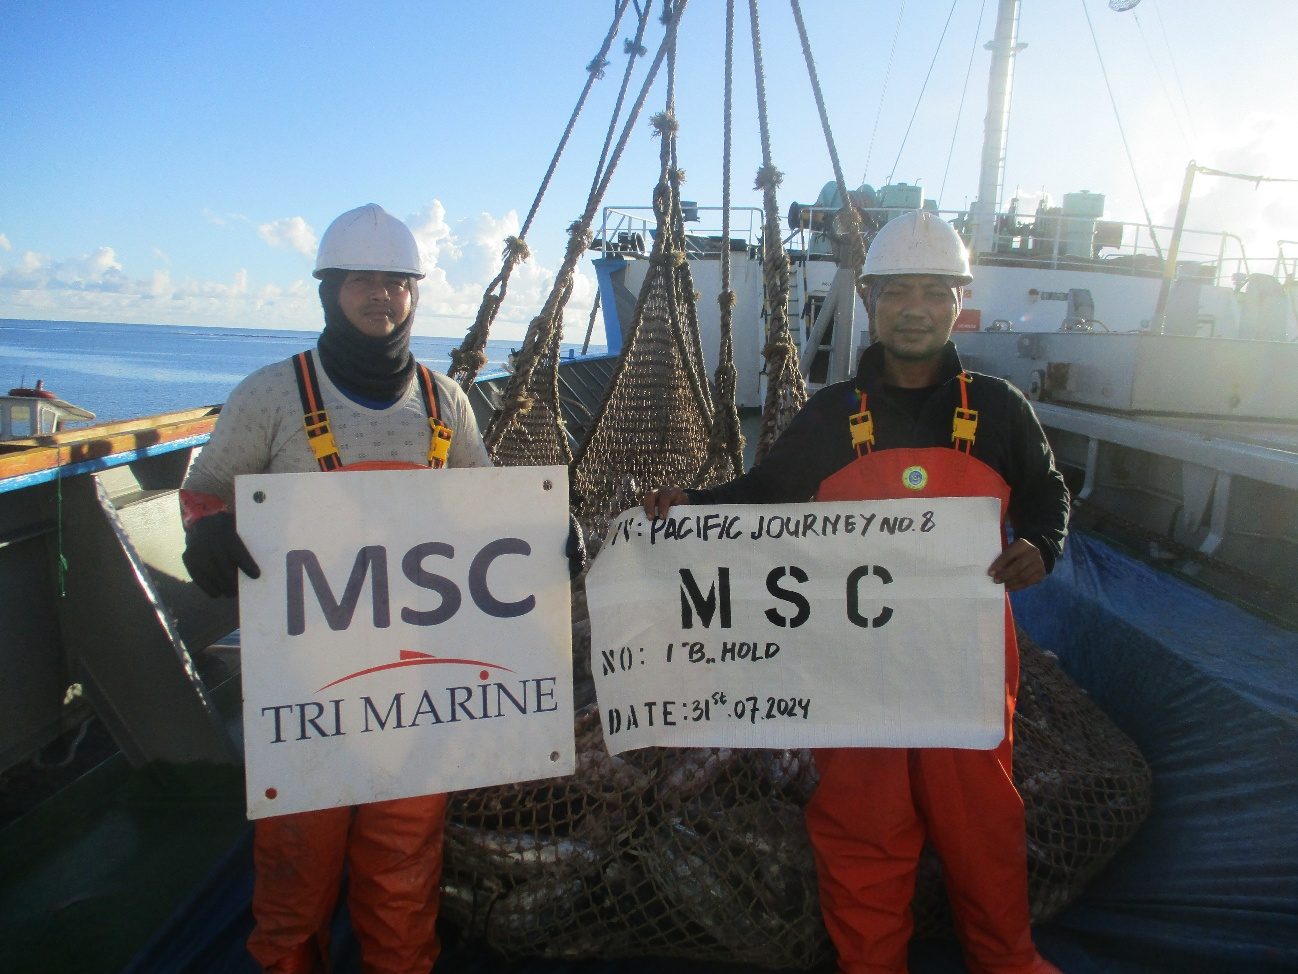 MSC
TRI MARINE
V: PACIFIC JOURNEY NO. 8
MSC
NO: 1 "B" HOLD
DATE: 31st.07.2024